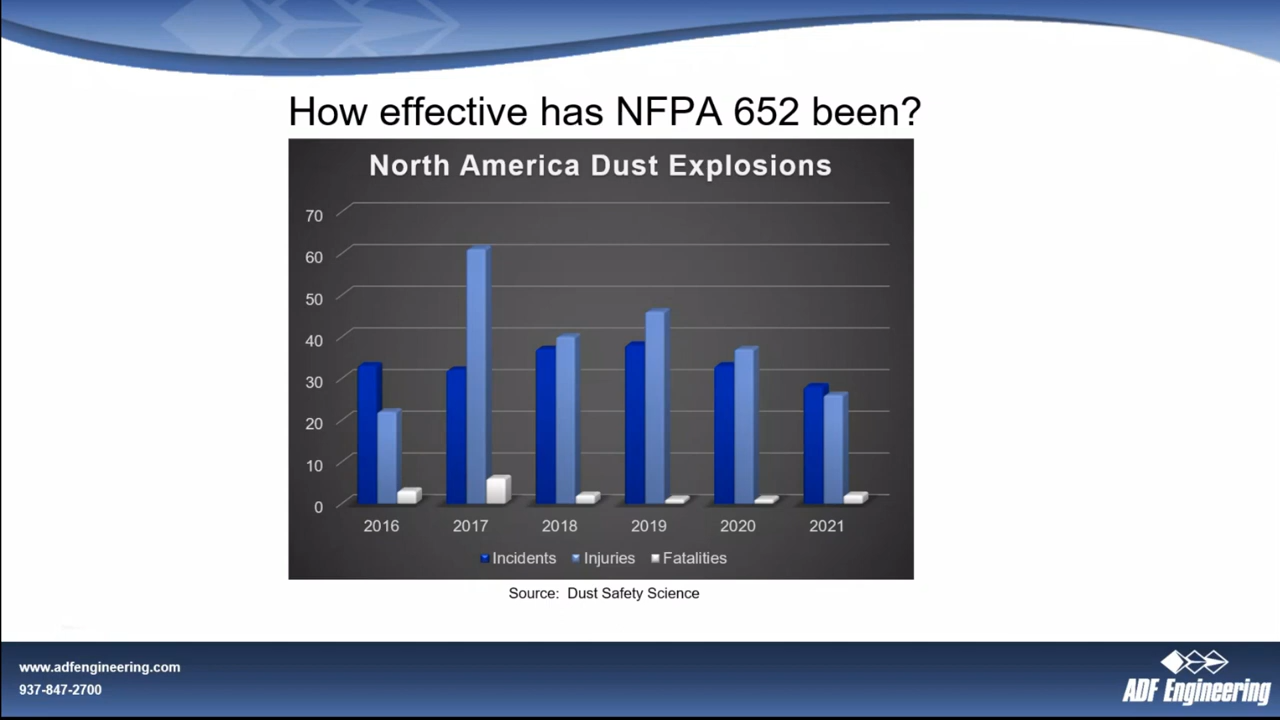 How effective has NFPA 652 been?
North America Dust Explosions
70
60
50
40
30
20
10
0
2016 2017 2018 2019 2020 2021
Incidents Injuries Fatalities
Source: Dust Safety Science
www.adfengineering.com
937-847-2700
ADF Engineering